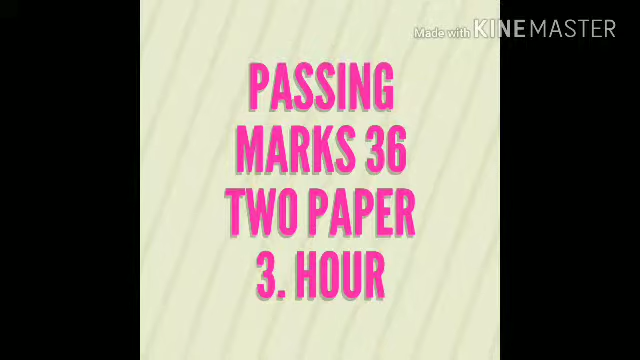 Made with KINEMASTER
PASSING
MARKS 36
TWO PAPER
3. HOUR